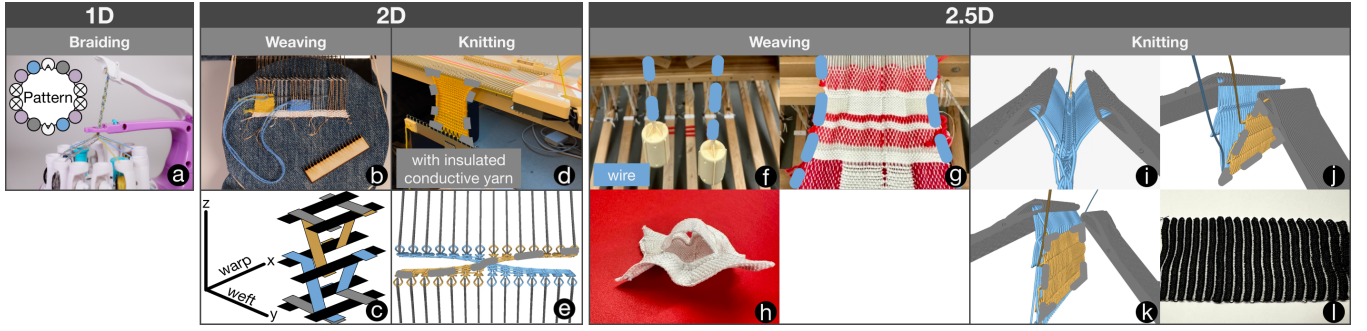 1D
2D
2.5D
Braiding
Weaving
Knitting
Weaving
Knitting
Pattern
a
b
with insulated
conductive yarn
d
wire
f
g
i
j
z
warp
x
weft
y
c
e
h
k
l